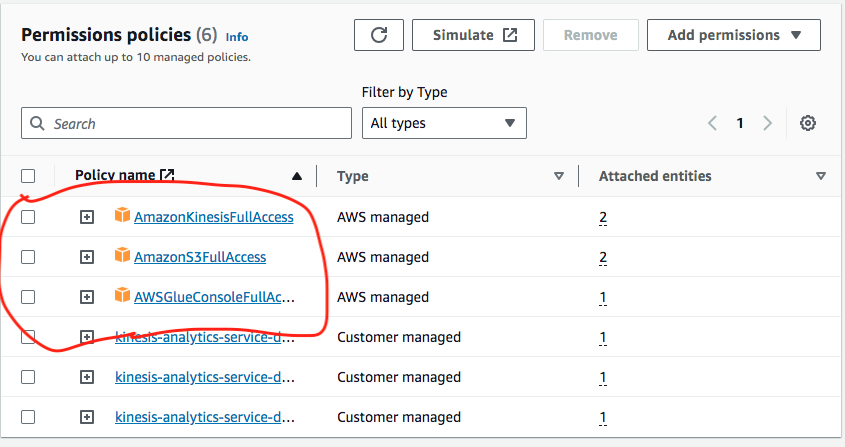 Permissions policies (6) Info
You can attach up to 10 managed policies.
Simulate
Remove
Add permissions
Filter by Type
Search
All types
1
Policy name Type Attached entities
AmazonKinesisFullAccess AWS managed 2
AmazonS3FullAccess AWS managed 2
AWSGlueConsoleFullAc... AWS managed 1
kinesis-analytics-service-d... Customer managed 1
kinesis-analytics-service-d... Customer managed 1
kinesis-analytics-service-d... Customer managed 1